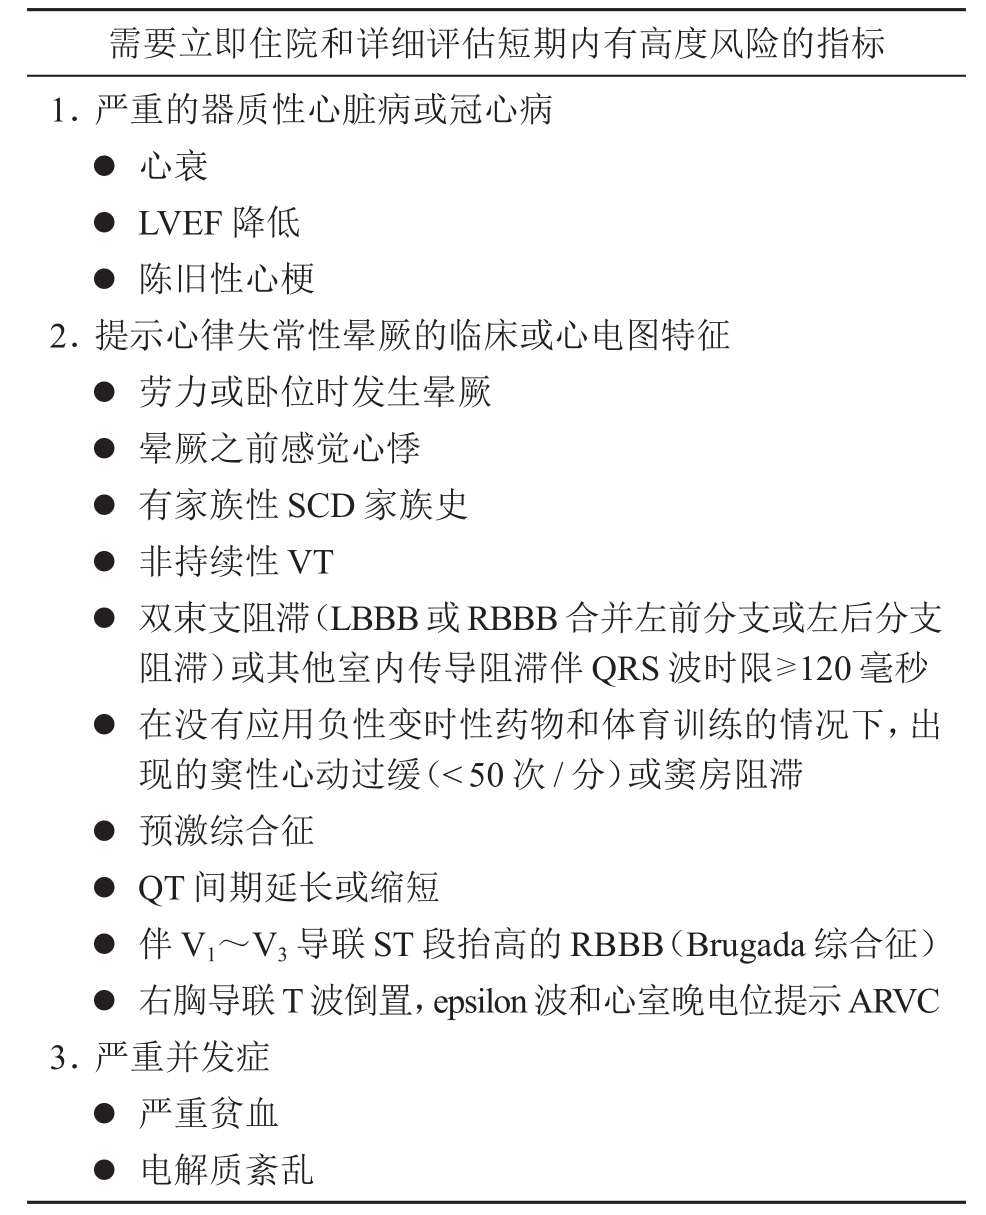 需要立即住院和详细评估短期内有高度风险的指标
1. 严重的器质性心脏病或冠心病
● 心衰
● LVEF 降低
● 陈旧性心梗
2. 提示心律失常性晕厥的临床或心电图特征
● 劳力或卧位时发生晕厥
● 晕厥之前感觉心悸
● 有家族性 SCD 家族史
● 非持续性 VT
● 双束支阻滞（LBBB 或 RBBB 合并左前分支或左后分支
阻滞）或其他室内传导阻滞伴 QRS 波时限≥120 毫秒
● 在没有应用负性变时性药物和体育训练的情况下，出
现的窦性心动过缓（< 50 次 / 分）或窦房阻滞
● 预激综合征
● QT 间期延长或缩短
● 伴 V₁～V₃ 导联 ST 段抬高的 RBBB（Brugada 综合征）
● 右胸导联 T 波倒置，epsilon 波和心室晚电位提示 ARVC
3. 严重并发症
● 严重贫血
● 电解质紊乱